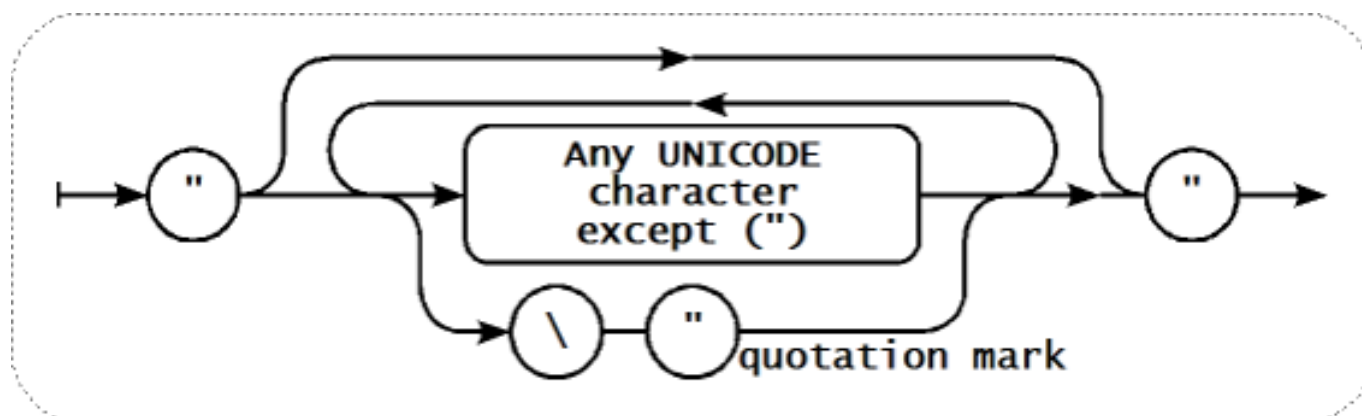 "
Any UNICODE
character
except (")
"
\
"
quotation mark